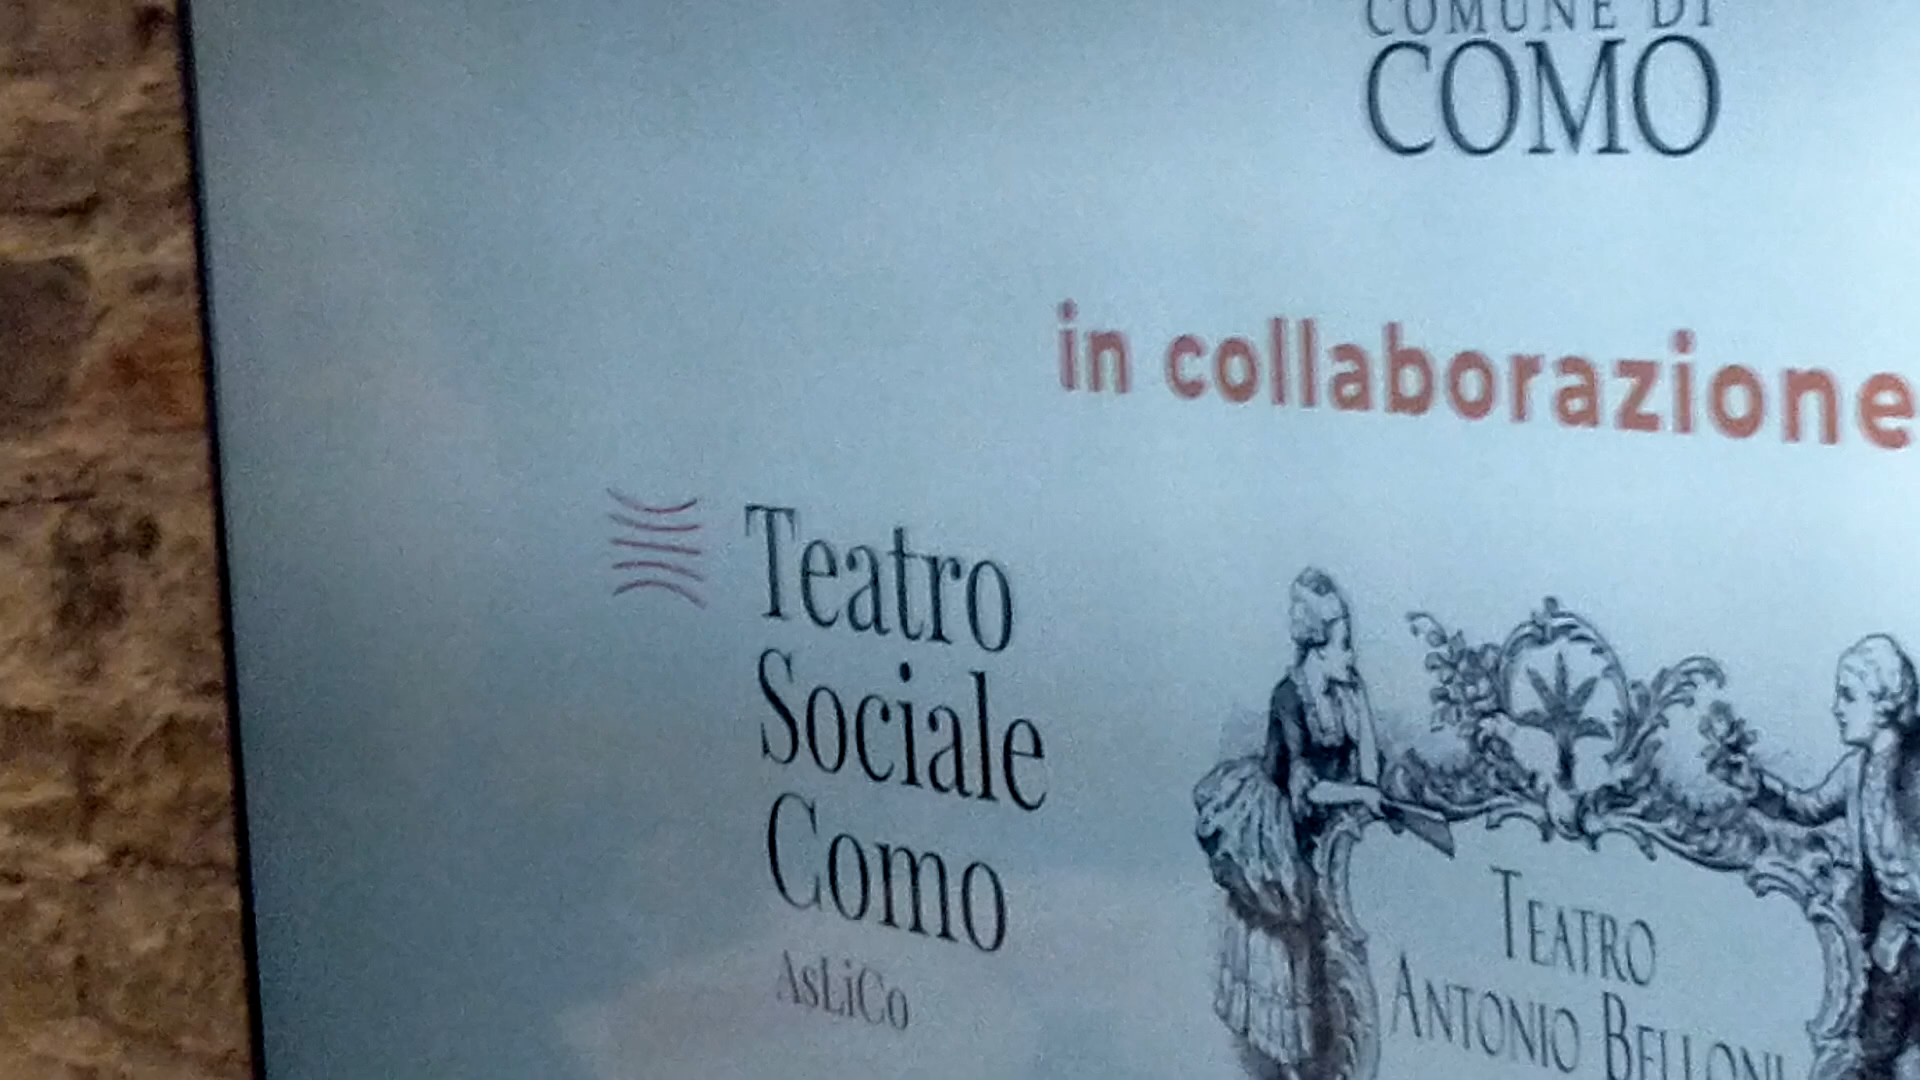 COMUNE DI
COMO
in collaborazione
Teatro
Sociale
Como
AsLiCo
TEATRO
ANTONIO BELLONI